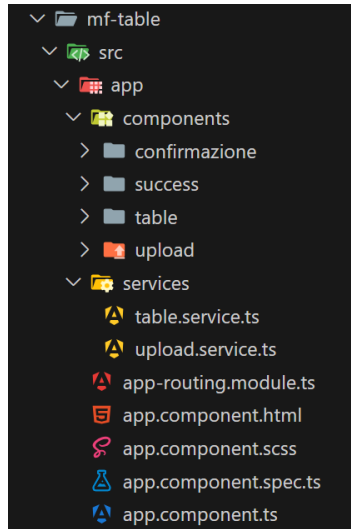 mf-table
src
app
components
confirmazione
success
table
upload
services
table.service.ts
upload.service.ts
app-routing.module.ts
app.component.html
app.component.scss
app.component.spec.ts
app.component.ts